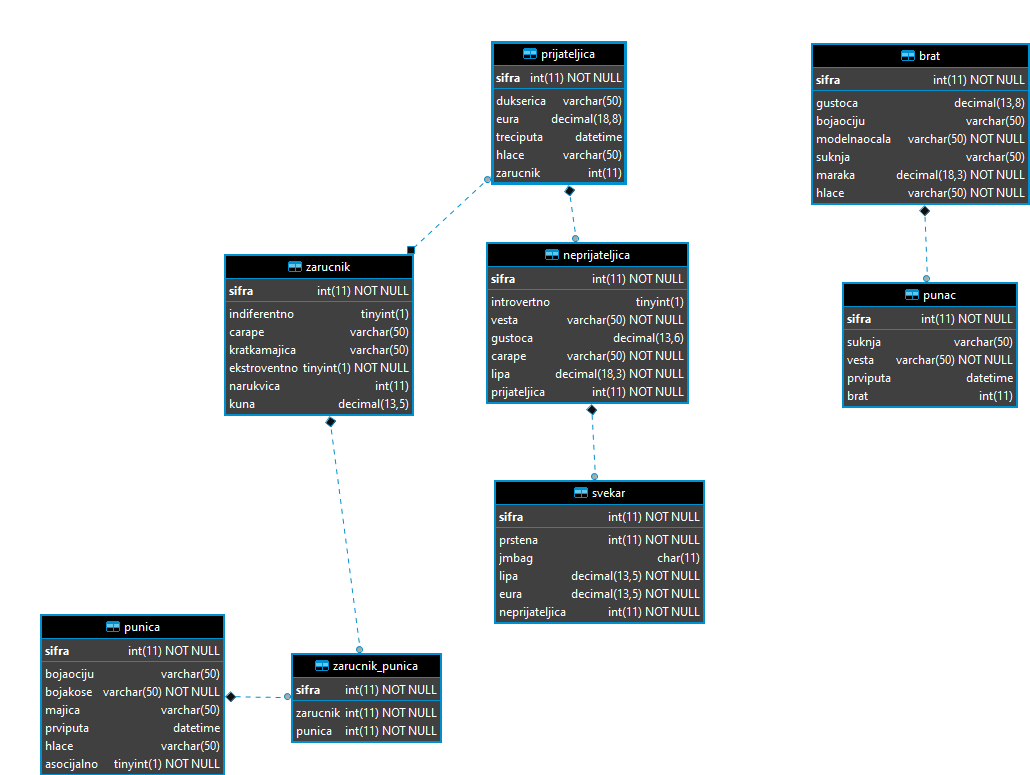 prijateljica
sifra int(11) NOT NULL
dukserica varchar(50)
eura decimal(18,8)
treciputa datetime
hlace varchar(50)
zarucnik int(11)
brat
sifra int(11) NOT NULL
gustoca decimal(13,8)
bojaociju varchar(50)
modelnaocala varchar(50) NOT NULL
suknja varchar(50)
maraka decimal(18,3) NOT NULL
hlace varchar(50) NOT NULL
zarucnik
sifra int(11) NOT NULL
indiferentno tinyint(1)
carape varchar(50)
kratkamajica varchar(50)
ekstroventno tinyint(1) NOT NULL
narukvica int(11)
kuna decimal(13,5)
neprijateljica
sifra int(11) NOT NULL
introvertno tinyint(1)
vesta varchar(50) NOT NULL
gustoca decimal(13,6)
carape varchar(50) NOT NULL
lipa decimal(18,3) NOT NULL
prijateljica int(11) NOT NULL
punac
sifra int(11) NOT NULL
suknja varchar(50)
vesta varchar(50) NOT NULL
prviputa datetime
brat int(11)
svekar
sifra int(11) NOT NULL
prstena int(11) NOT NULL
jmbag char(11)
lipa decimal(13,5) NOT NULL
eura decimal(13,5) NOT NULL
neprijateljica int(11) NOT NULL
punica
sifra int(11) NOT NULL
bojaociju varchar(50)
bojakose varchar(50) NOT NULL
majica varchar(50)
prviputa datetime
hlace varchar(50)
asocijalno tinyint(1) NOT NULL
zarucnik_punica
sifra int(11) NOT NULL
zarucnik int(11) NOT NULL
punica int(11) NOT NULL